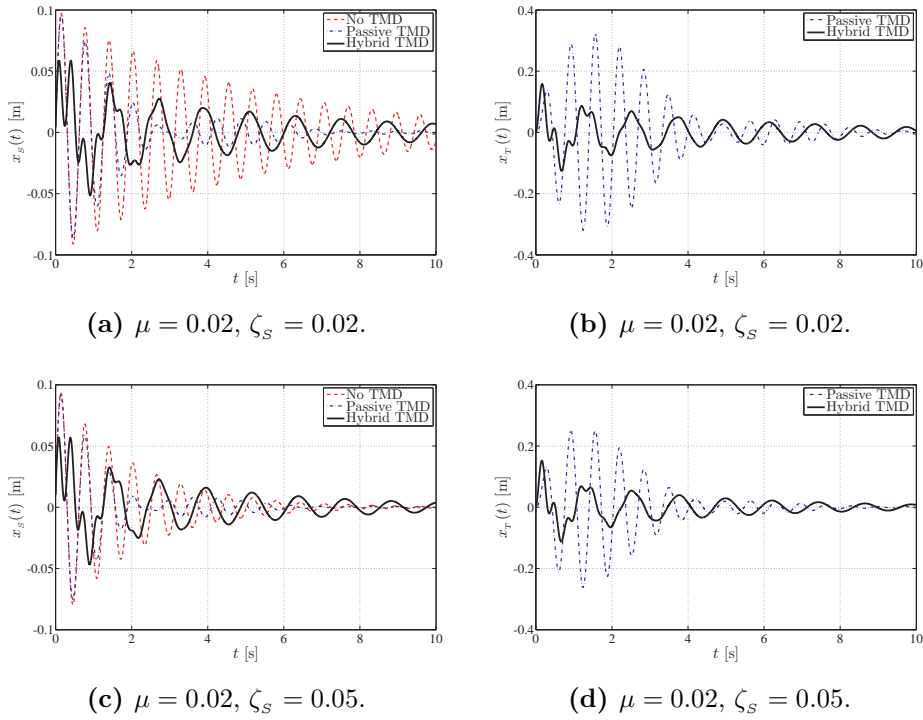 0.1
0.05
0
-0.05
-0.1
x_S(t) [m]
0 2 4 6 8 10
t [s]
No TMD
Passive TMD
Hybrid TMD
(a) μ = 0.02, ζ_S = 0.02.
0.4
0.2
0
-0.2
-0.4
x_T(t) [m]
0 2 4 6 8 10
t [s]
Passive TMD
Hybrid TMD
(b) μ = 0.02, ζ_S = 0.02.
0.1
0.05
0
-0.05
-0.1
x_S(t) [m]
0 2 4 6 8 10
t [s]
No TMD
Passive TMD
Hybrid TMD
(c) μ = 0.02, ζ_S = 0.05.
0.4
0.2
0
-0.2
-0.4
x_T(t) [m]
0 2 4 6 8 10
t [s]
Passive TMD
Hybrid TMD
(d) μ = 0.02, ζ_S = 0.05.